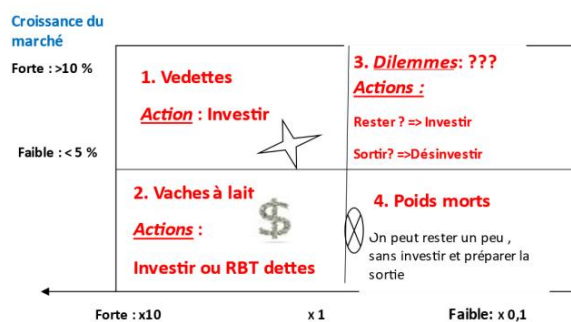 Croissance du
marché
Forte : >10 %
1. Vedettes
Action : Investir
3. Dilemmes: ???
Actions :
Rester ? => Investir
Sortir? =>Désinvestir
Faible : < 5 %
2. Vaches à lait
Actions :
Investir ou RBT dettes
$
4. Poids morts
On peut rester un peu ,
sans investir et préparer la
sortie
Forte : x10
x 1
Faible: x 0,1